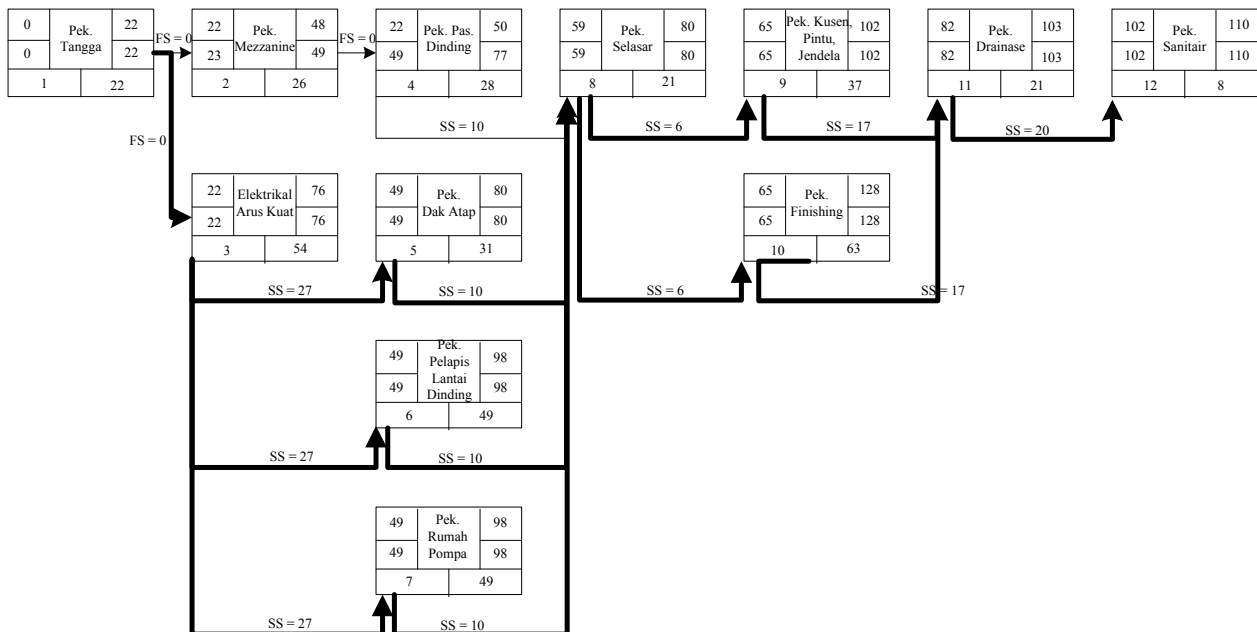 0
Pek.
Tangga
22
0
22
1
22
FS = 0
22
Pek.
Mezzanine
48
23
49
2
26
FS = 0
22
Pek. Pas.
Dinding
50
49
77
4
28
59
Pek.
Selasar
80
59
80
8
21
65
Pek. Kusen,
Pintu,
Jendela
102
65
102
9
37
82
Pek.
Drainase
103
82
103
11
21
102
Pek.
Sanitair
110
102
110
12
8
FS = 0
SS = 10
SS = 6
SS = 17
SS = 20
22
Elektrikal
Arus Kuat
76
22
76
3
54
49
Pek.
Dak Atap
80
49
80
5
31
65
Pek.
Finishing
128
65
128
10
63
SS = 27
SS = 10
SS = 6
SS = 17
49
Pek.
Pelapis
Lantai
Dinding
98
49
98
6
49
SS = 27
SS = 10
49
Pek.
Rumah
Pompa
98
49
98
7
49
SS = 27
SS = 10